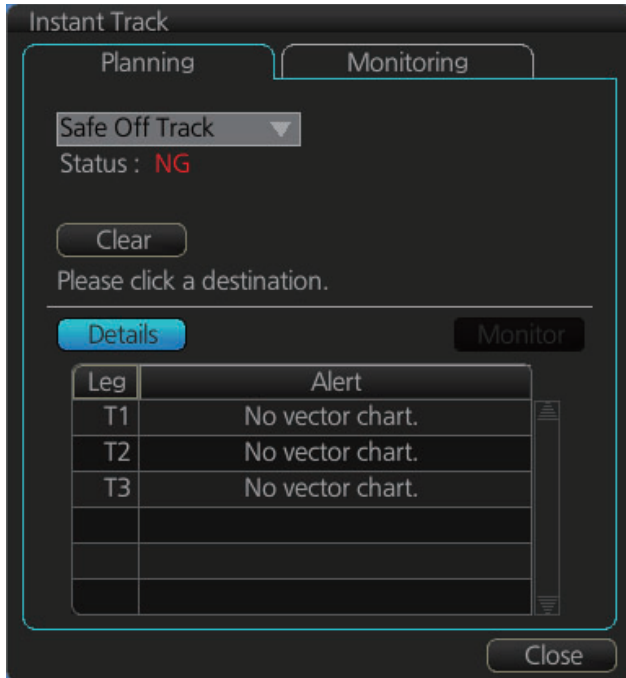 Instant Track
Planning Monitoring
Safe Off Track
Status : NG
Clear
Please click a destination.
Details Monitor
Leg Alert
T1 No vector chart.
T2 No vector chart.
T3 No vector chart.
Close